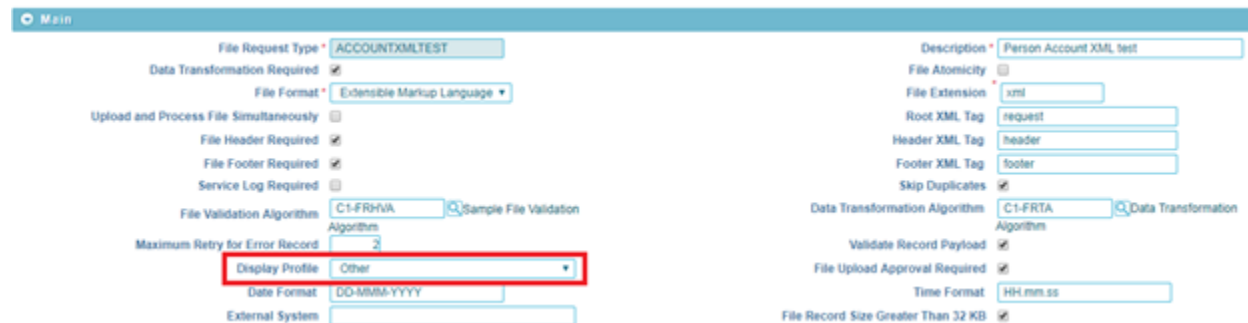 Main
File Request Type * ACCOUNTXMLTEST Description * Person Account XML test
Data Transformation Required File Atomicity
File Format * Extensible Markup Language File Extension * xml
Upload and Process File Simultaneously Root XML Tag request
File Header Required Header XML Tag header
File Footer Required Footer XML Tag footer
Service Log Required Skip Duplicates
File Validation Algorithm C1-FRHVA Sample File Validation Algorithm Data Transformation Algorithm C1-FRTA Data Transformation Algorithm
Maximum Retry for Error Record 2 Validate Record Payload
Display Profile Other File Upload Approval Required
Date Format DD-MMM-YYYY Time Format HH.mm.ss
External System File Record Size Greater Than 32 KB